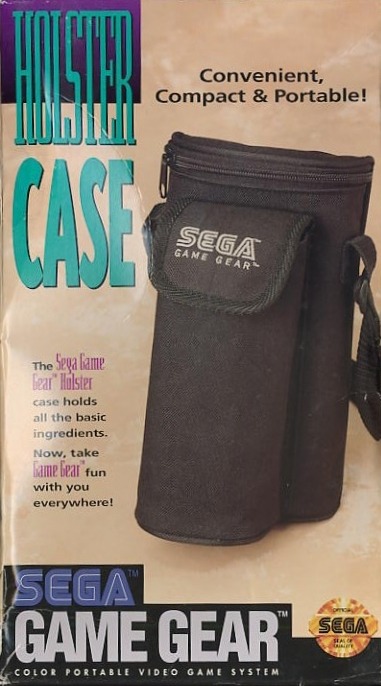 HOLSTER
CASE
Convenient,
Compact & Portable!
SEGA™
GAME GEAR™
The Sega Game
Gear™ Holster
case holds
all the basic
ingredients.
Now, take
Game Gear™ fun
with you
everywhere!
SEGA™
GAME GEAR™
COLOR PORTABLE VIDEO GAME SYSTEM
OFFICIAL
SEGA
SEAL OF
QUALITY